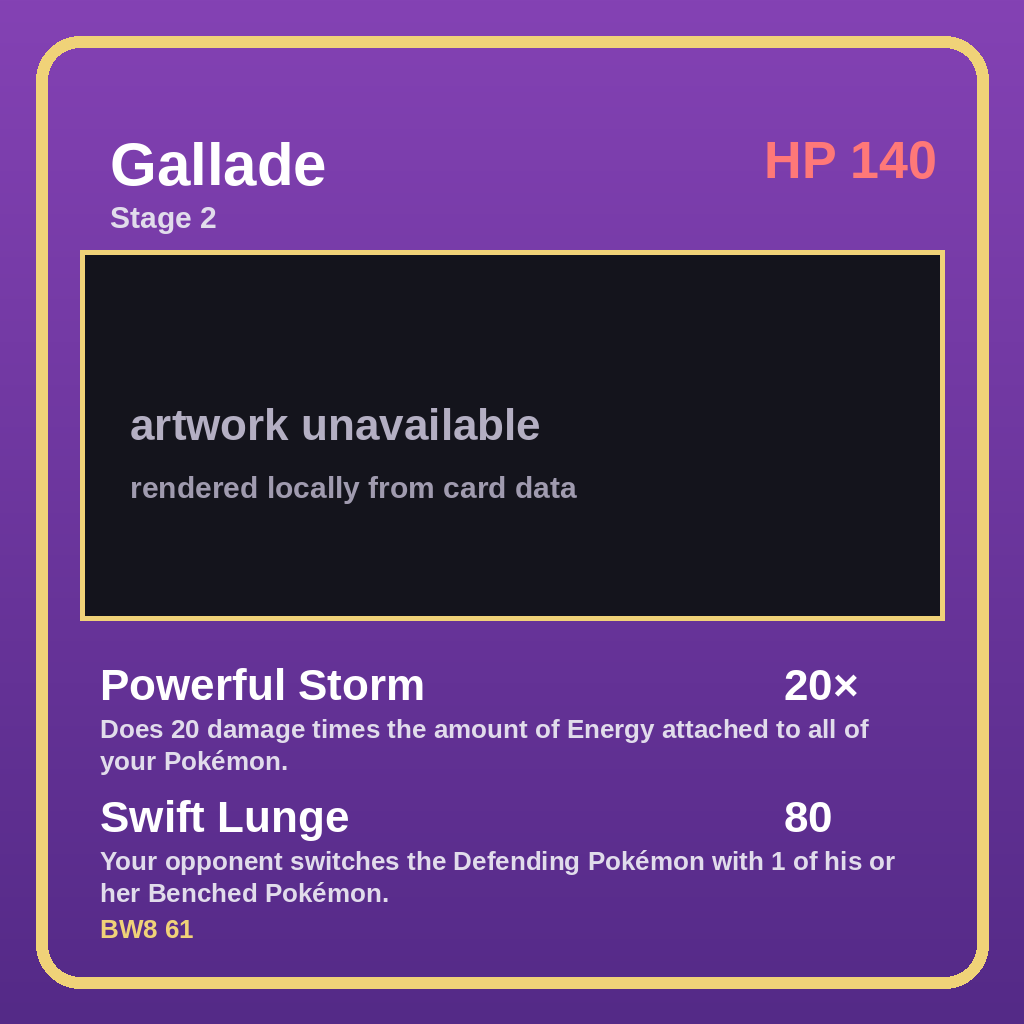 Gallade
HP 140
Stage 2
artwork unavailable
rendered locally from card data
Powerful Storm 20×
Does 20 damage times the amount of Energy attached to all of
your Pokémon.
Swift Lunge 80
Your opponent switches the Defending Pokémon with 1 of his or
her Benched Pokémon.
BW8 61